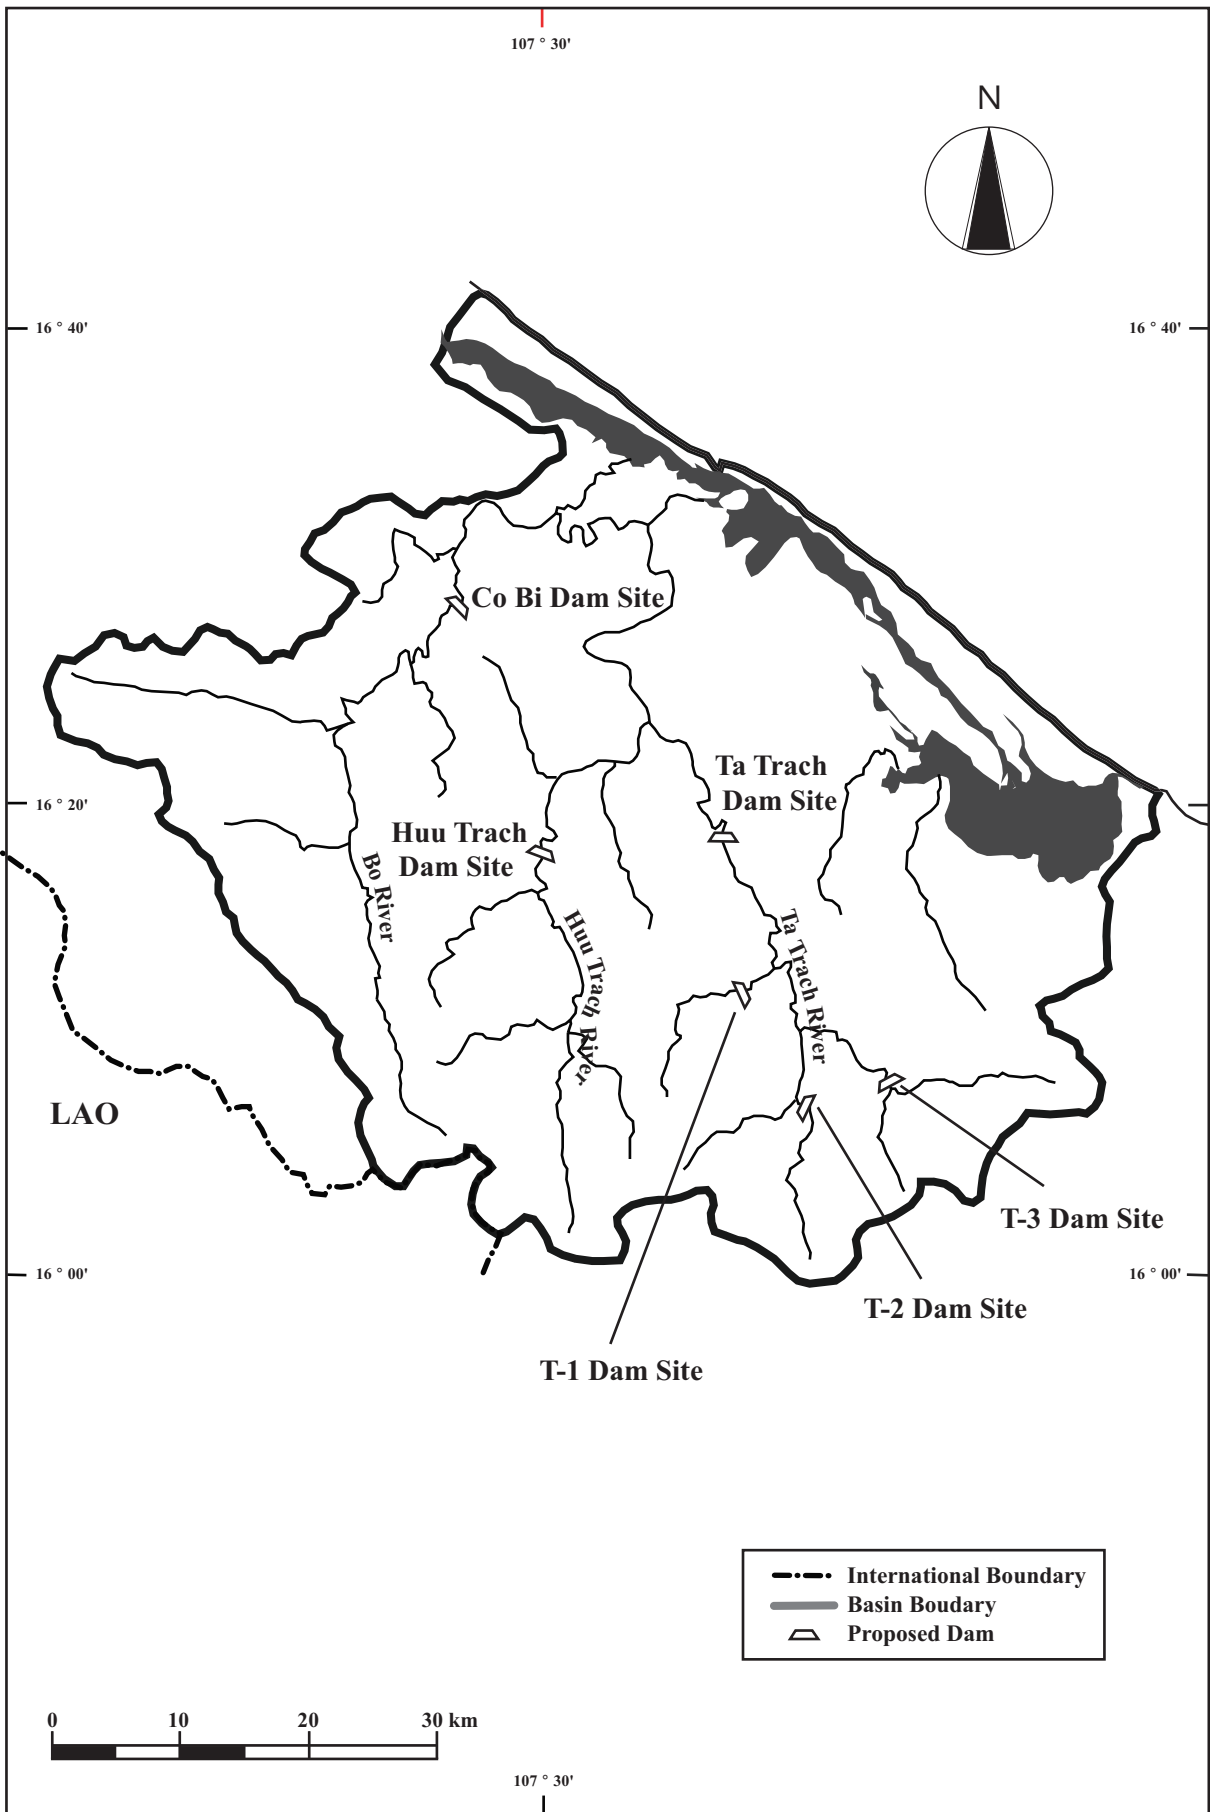 107 ° 30'
N
16 ° 40'
16 ° 40'
Co Bi Dam Site
Ta Trach
Dam Site
16 ° 20'
Huu Trach
Dam Site
Bo River
Huu Trach River
Ta Trach River
LAO
T-3 Dam Site
16 ° 00'
16 ° 00'
T-2 Dam Site
T-1 Dam Site
International Boundary
Basin Boudary
Proposed Dam
0 10 20 30 km
107 ° 30'